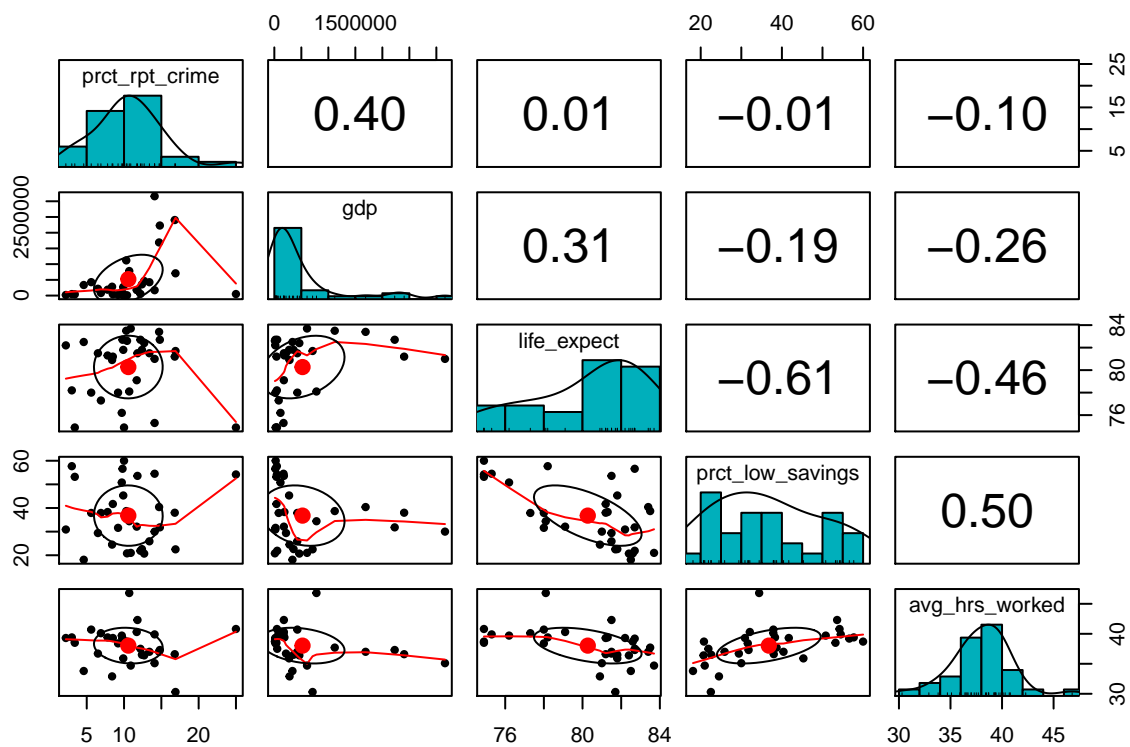 0 1500000 20 40 60
prct_rpt_crime 0.40 0.01 −0.01 −0.10 5 15 25
0 2500000 gdp 0.31 −0.19 −0.26
life_expect −0.61 −0.46 76 80 84
20 40 60 prct_low_savings 0.50
avg_hrs_worked 30 40
5 10 20 76 80 84 30 35 40 45